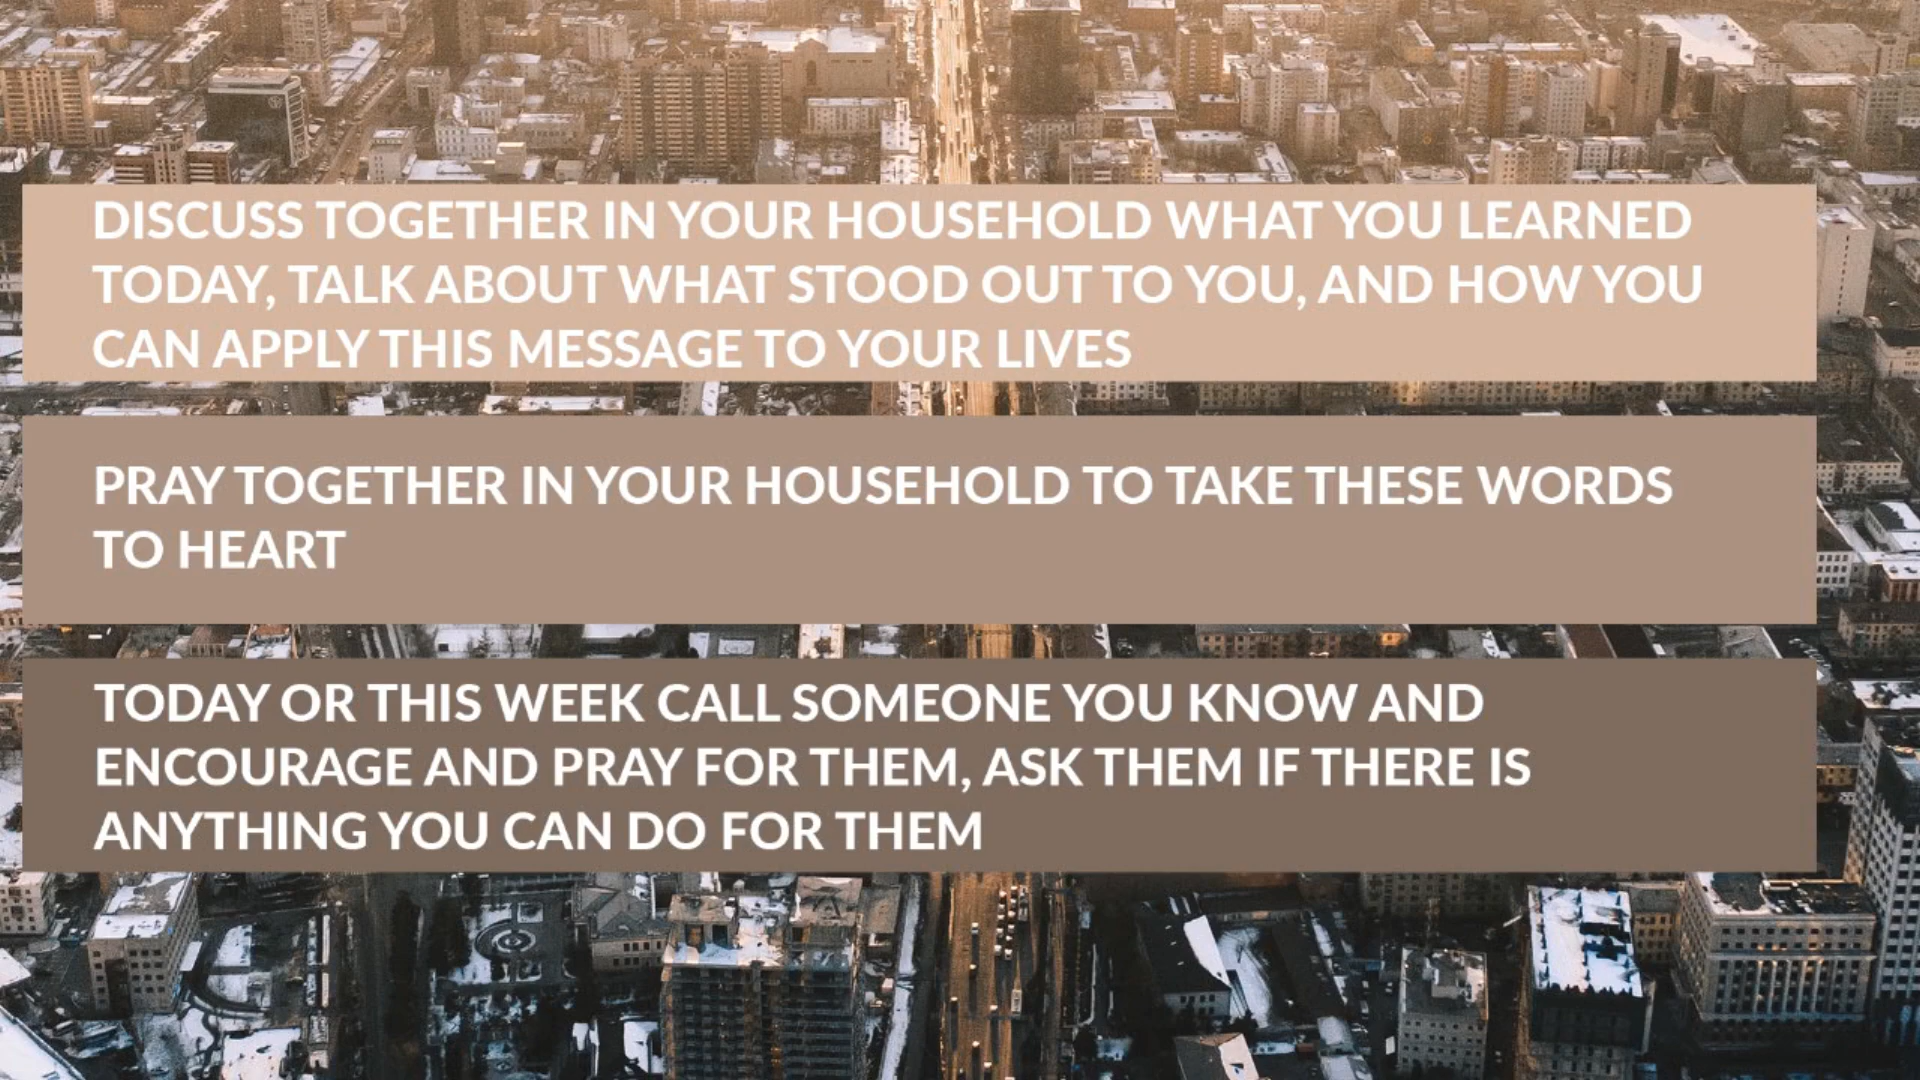 DISCUSS TOGETHER IN YOUR HOUSEHOLD WHAT YOU LEARNED
TODAY, TALK ABOUT WHAT STOOD OUT TO YOU, AND HOW YOU
CAN APPLY THIS MESSAGE TO YOUR LIVES
PRAY TOGETHER IN YOUR HOUSEHOLD TO TAKE THESE WORDS
TO HEART
TODAY OR THIS WEEK CALL SOMEONE YOU KNOW AND
ENCOURAGE AND PRAY FOR THEM, ASK THEM IF THERE IS
ANYTHING YOU CAN DO FOR THEM